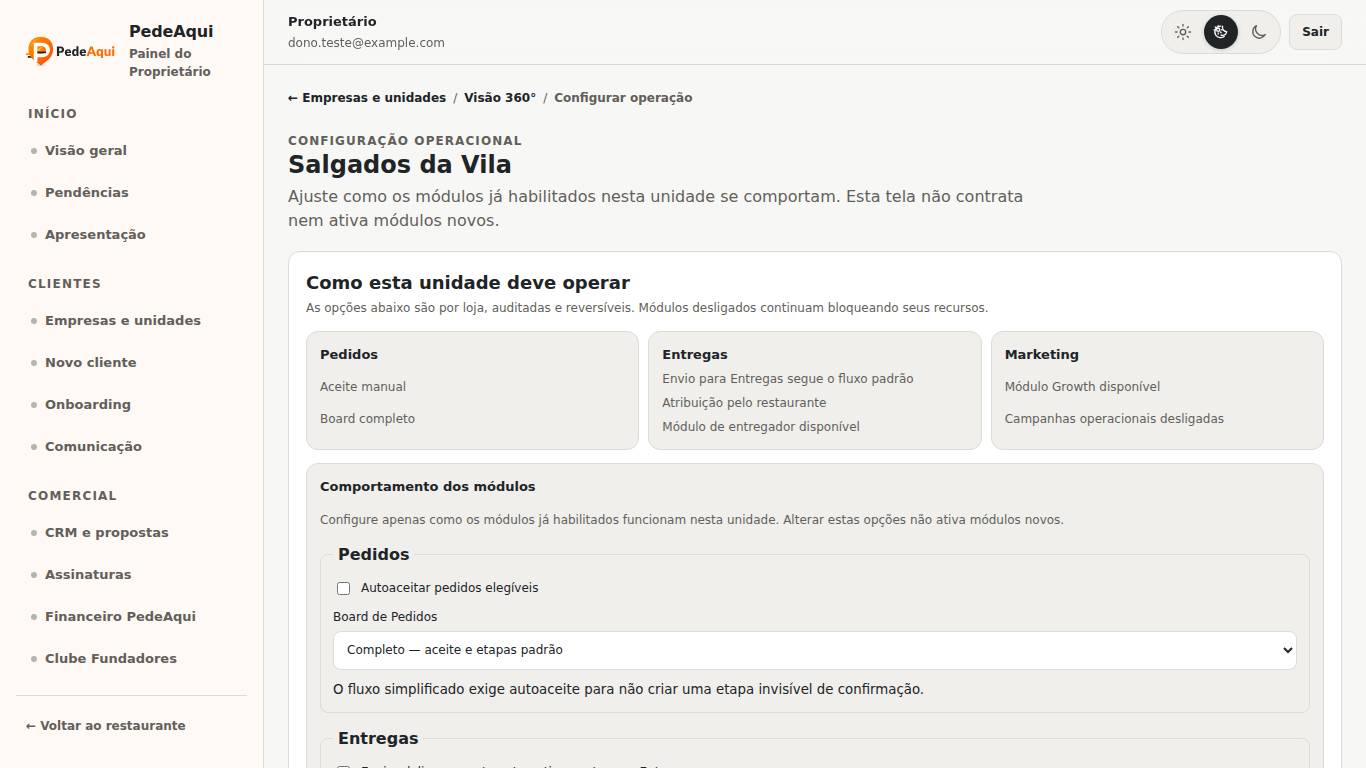 PedeAqui
PedeAqui
Painel do
Proprietário
INÍCIO
Visão geral
Pendências
Apresentação
CLIENTES
Empresas e unidades
Novo cliente
Onboarding
Comunicação
COMERCIAL
CRM e propostas
Assinaturas
Financeiro PedeAqui
Clube Fundadores
← Voltar ao restaurante
Proprietário
dono.teste@example.com
Sair
← Empresas e unidades / Visão 360° / Configurar operação
CONFIGURAÇÃO OPERACIONAL
Salgados da Vila
Ajuste como os módulos já habilitados nesta unidade se comportam. Esta tela não contrata
nem ativa módulos novos.
Como esta unidade deve operar
As opções abaixo são por loja, auditadas e reversíveis. Módulos desligados continuam bloqueando seus recursos.
Pedidos
Aceite manual
Board completo
Entregas
Envio para Entregas segue o fluxo padrão
Atribuição pelo restaurante
Módulo de entregador disponível
Marketing
Módulo Growth disponível
Campanhas operacionais desligadas
Comportamento dos módulos
Configure apenas como os módulos já habilitados funcionam nesta unidade. Alterar estas opções não ativa módulos novos.
Pedidos
Autoaceitar pedidos elegíveis
Board de Pedidos
Completo — aceite e etapas padrão
O fluxo simplificado exige autoaceite para não criar uma etapa invisível de confirmação.
Entregas